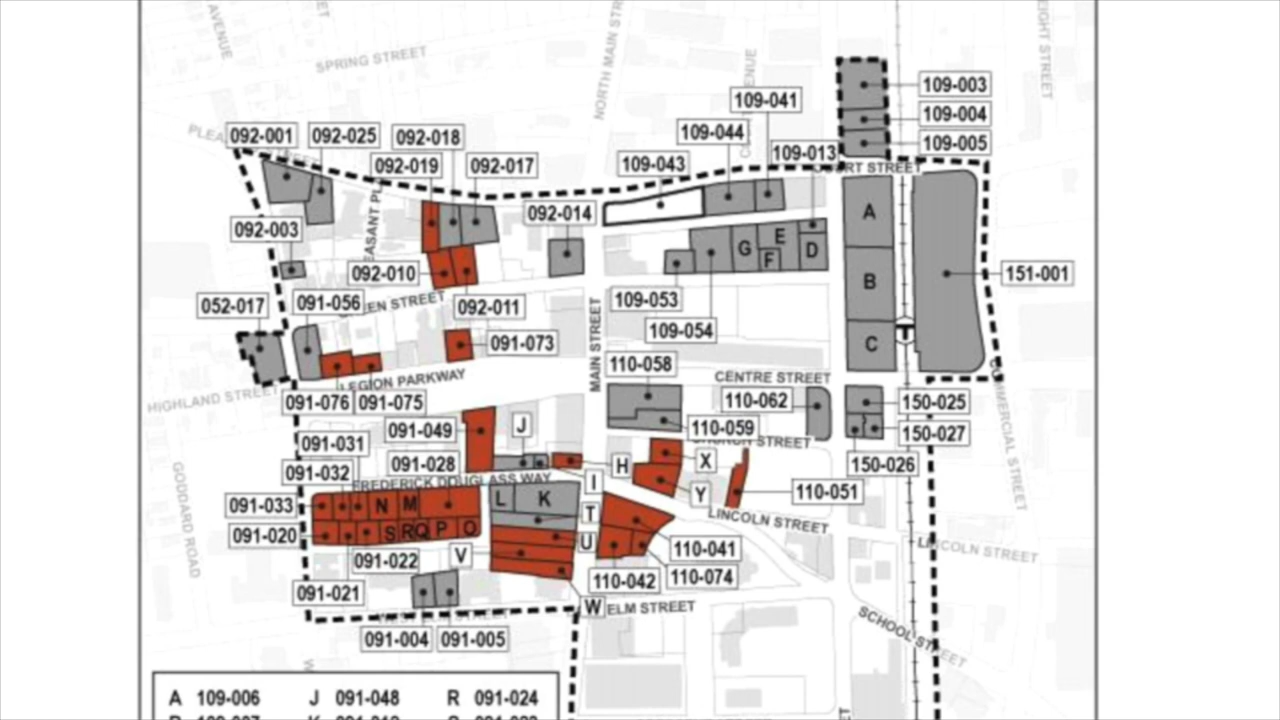 AVENUE
SPRING STREET
NORTH MAIN STR
EIGHT STREET
109-003
109-041
109-004
092-001
092-025
092-018
109-044
109-005
092-019
092-017
109-043
109-013
COURT STREET
A
092-014
092-003
G
E
F
D
092-010
151-001
B
052-017
091-056
092-011
109-053
T
109-054
C
091-073
MAIN STREET
110-058
CENTRE STREET
LEGION PARKWAY
HIGHLAND STREET
091-076
091-075
110-062
150-025
COMMERCIAL STREET
091-049
J
110-059
150-027
091-031
CHURCH STREET
091-028
H
X
150-026
091-032
FREDERICK DOUGLASS WAY
I
Y
110-051
GODDARD ROAD
091-033
N
M
L
K
T
LINCOLN STREET
091-020
S
R
Q
P
O
U
LINCOLN STREET
091-022
V
110-041
091-021
110-042
110-074
W
ELM STREET
SCHOOL STREET
091-004
091-005
A 109-006 J 091-048 R 091-024